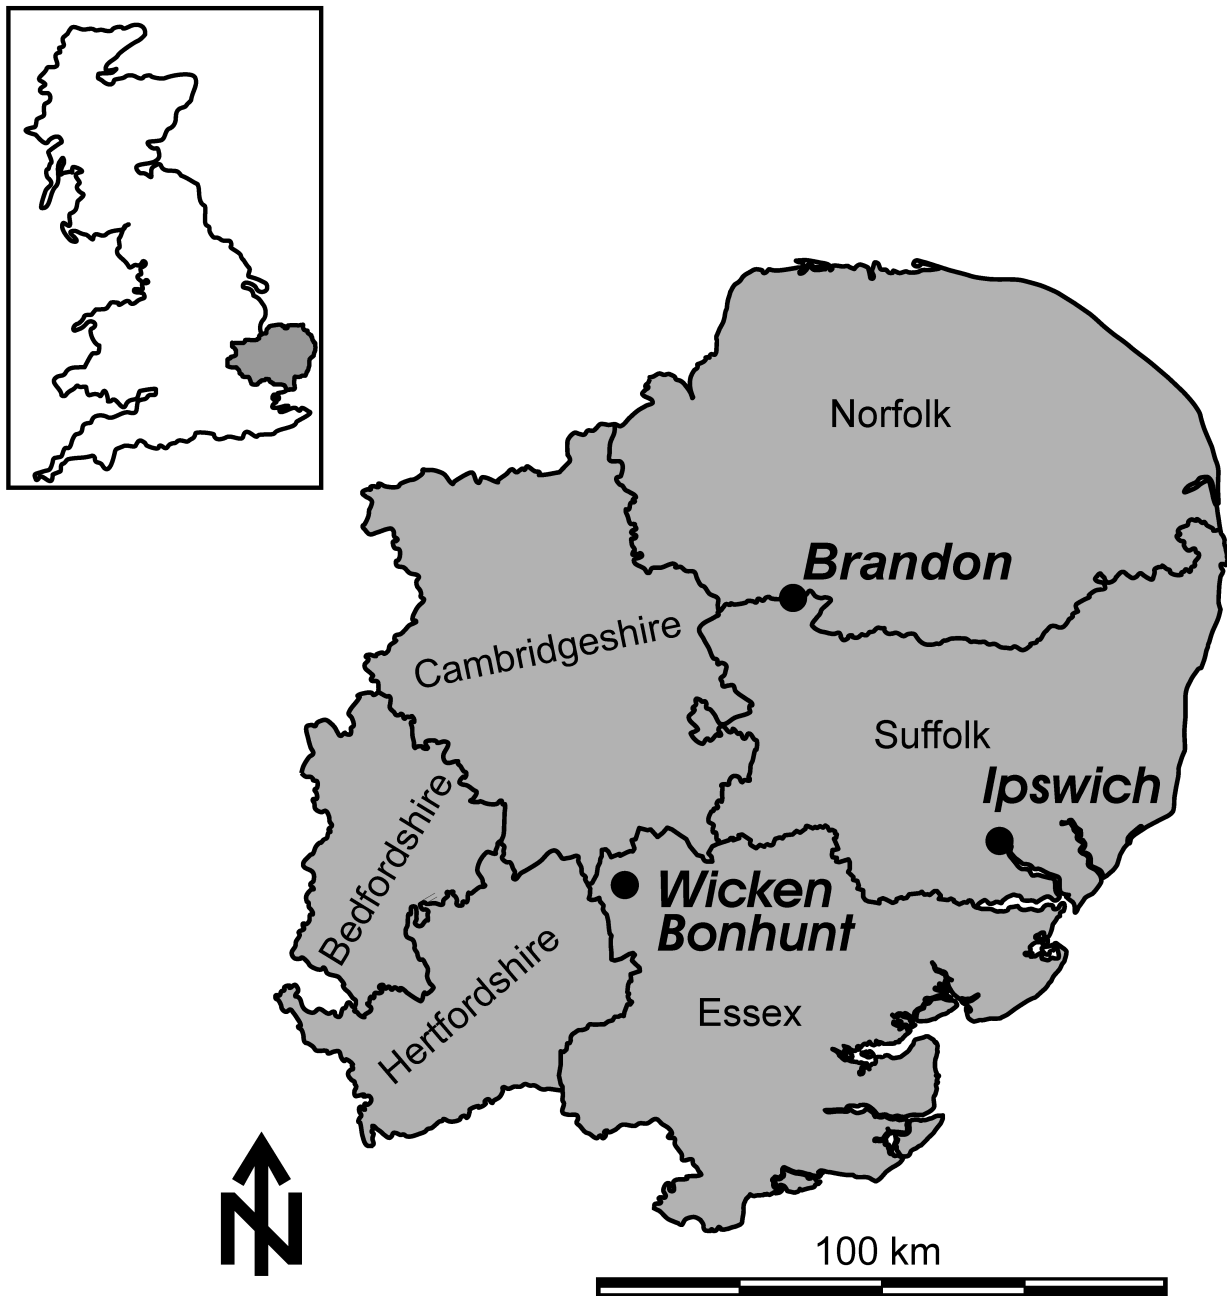 Norfolk
Brandon
Cambridgeshire
Suffolk
Ipswich
Bedfordshire
Wicken
Bonhunt
Hertfordshire
Essex
N
100 km